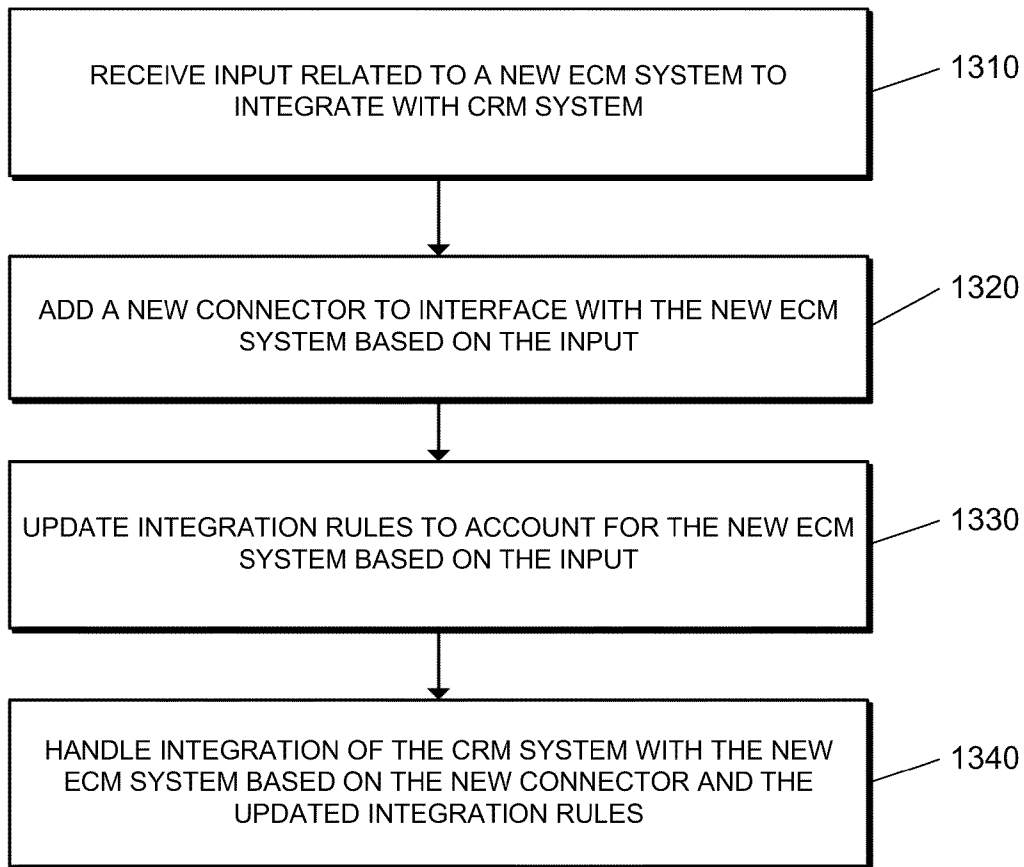 RECEIVE INPUT RELATED TO A NEW ECM SYSTEM TO
INTEGRATE WITH CRM SYSTEM
1310
ADD A NEW CONNECTOR TO INTERFACE WITH THE NEW ECM
SYSTEM BASED ON THE INPUT
1320
UPDATE INTEGRATION RULES TO ACCOUNT FOR THE NEW ECM
SYSTEM BASED ON THE INPUT
1330
HANDLE INTEGRATION OF THE CRM SYSTEM WITH THE NEW
ECM SYSTEM BASED ON THE NEW CONNECTOR AND THE
UPDATED INTEGRATION RULES
1340